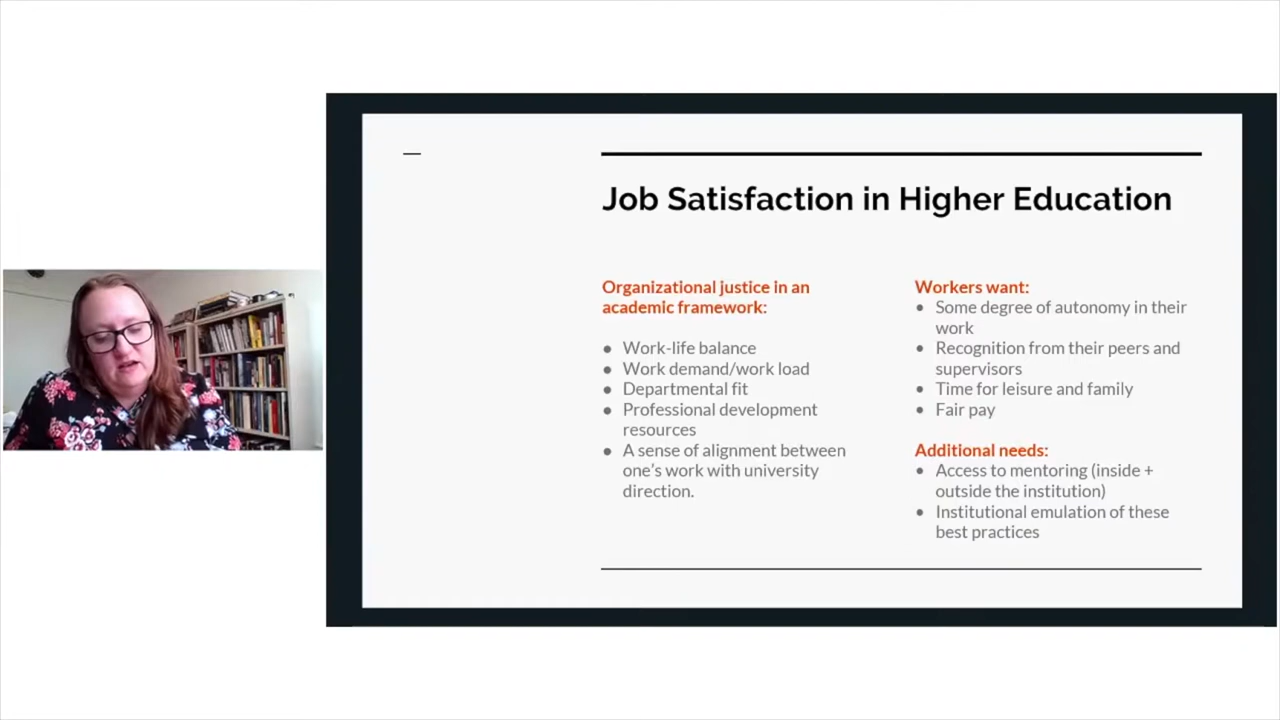 Job Satisfaction in Higher Education
Organizational justice in an
academic framework:
● Work-life balance
● Work demand/work load
● Departmental fit
● Professional development
resources
● A sense of alignment between
one's work with university
direction.
Workers want:
● Some degree of autonomy in their
work
● Recognition from their peers and
supervisors
● Time for leisure and family
● Fair pay
Additional needs:
● Access to mentoring (inside +
outside the institution)
● Institutional emulation of these
best practices